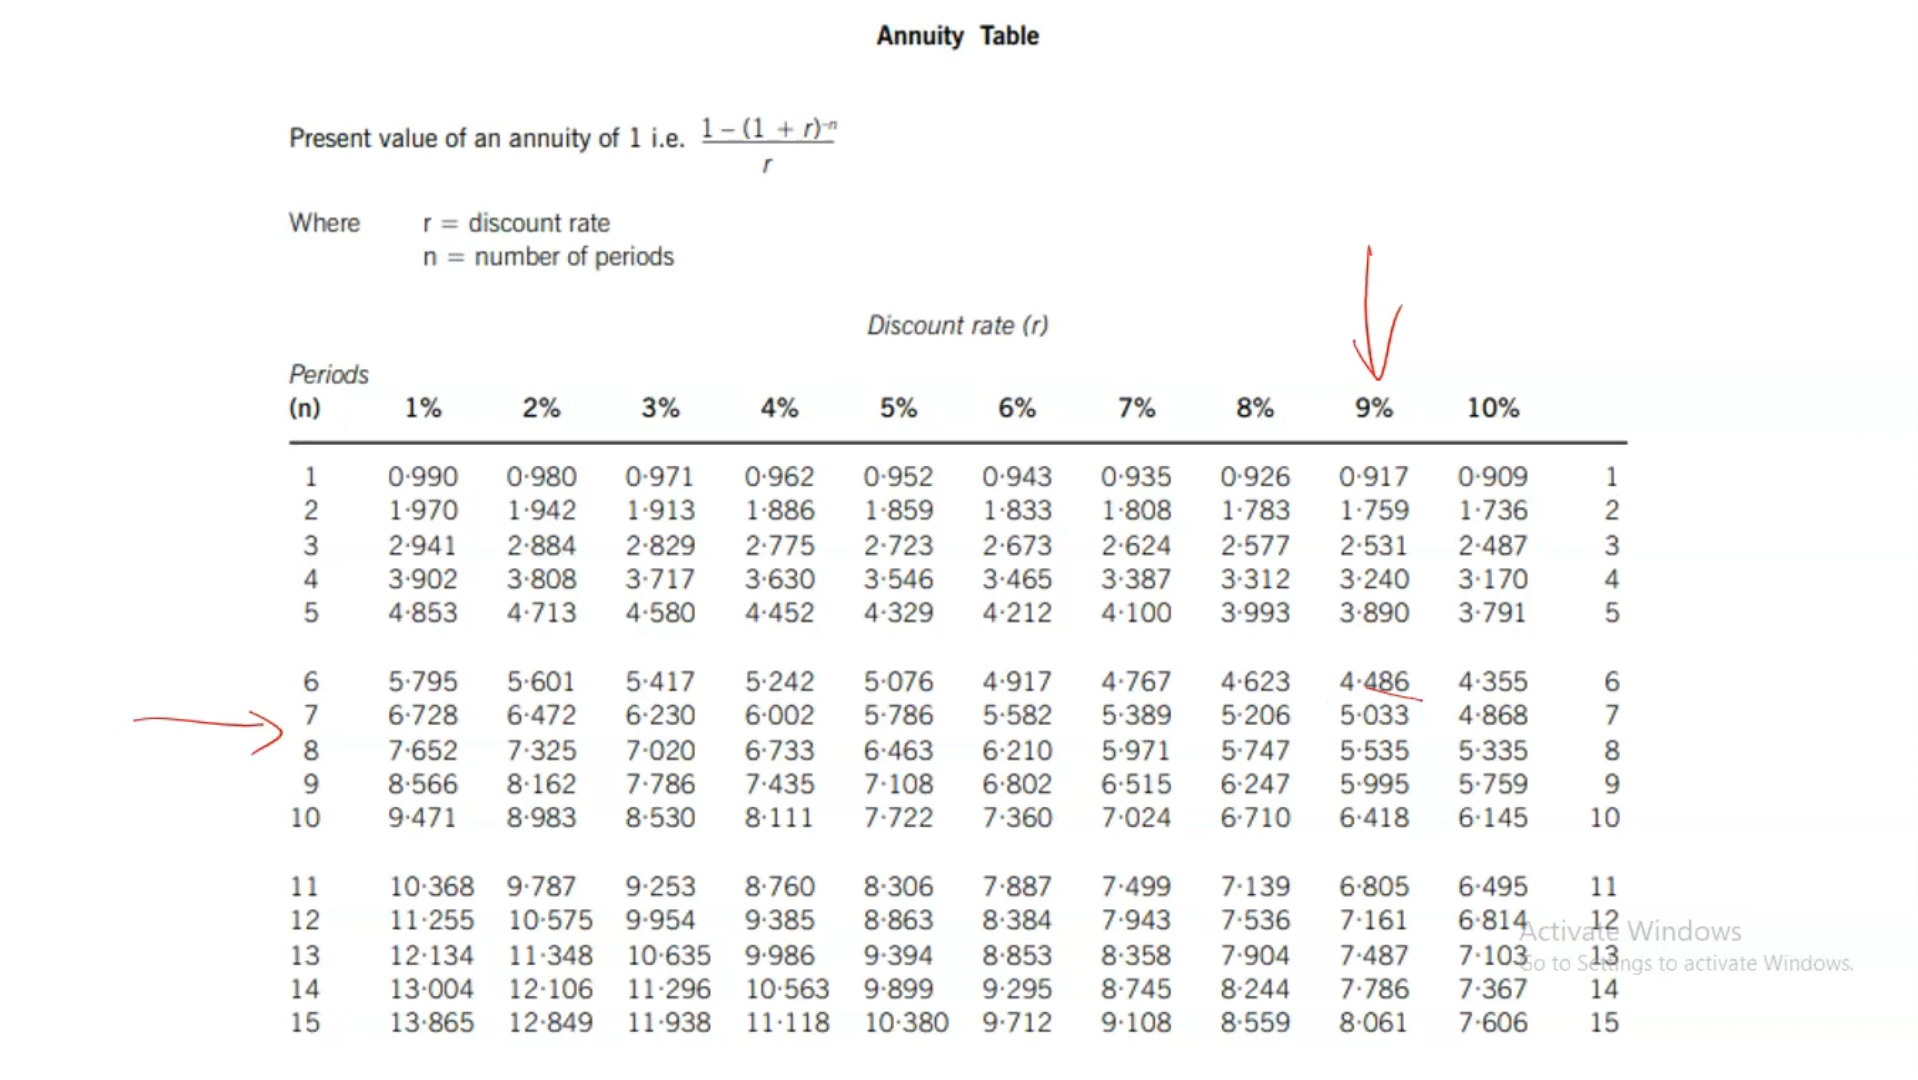 Annuity Table
Present value of an annuity of 1 i.e. 1 – (1 + r)⁻ⁿ
r
Where r = discount rate
n = number of periods
Discount rate (r)
Periods
(n) 1% 2% 3% 4% 5% 6% 7% 8% 9% 10%
1 0·990 0·980 0·971 0·962 0·952 0·943 0·935 0·926 0·917 0·909 1
2 1·970 1·942 1·913 1·886 1·859 1·833 1·808 1·783 1·759 1·736 2
3 2·941 2·884 2·829 2·775 2·723 2·673 2·624 2·577 2·531 2·487 3
4 3·902 3·808 3·717 3·630 3·546 3·465 3·387 3·312 3·240 3·170 4
5 4·853 4·713 4·580 4·452 4·329 4·212 4·100 3·993 3·890 3·791 5
6 5·795 5·601 5·417 5·242 5·076 4·917 4·767 4·623 4·486 4·355 6
7 6·728 6·472 6·230 6·002 5·786 5·582 5·389 5·206 5·033 4·868 7
8 7·652 7·325 7·020 6·733 6·463 6·210 5·971 5·747 5·535 5·335 8
9 8·566 8·162 7·786 7·435 7·108 6·802 6·515 6·247 5·995 5·759 9
10 9·471 8·983 8·530 8·111 7·722 7·360 7·024 6·710 6·418 6·145 10
11 10·368 9·787 9·253 8·760 8·306 7·887 7·499 7·139 6·805 6·495 11
12 11·255 10·575 9·954 9·385 8·863 8·384 7·943 7·536 7·161 6·814 12
Activate Windows
13 12·134 11·348 10·635 9·986 9·394 8·853 8·358 7·904 7·487 7·103 13
Go to Settings to activate Windows.
14 13·004 12·106 11·296 10·563 9·899 9·295 8·745 8·244 7·786 7·367 14
15 13·865 12·849 11·938 11·118 10·380 9·712 9·108 8·559 8·061 7·606 15